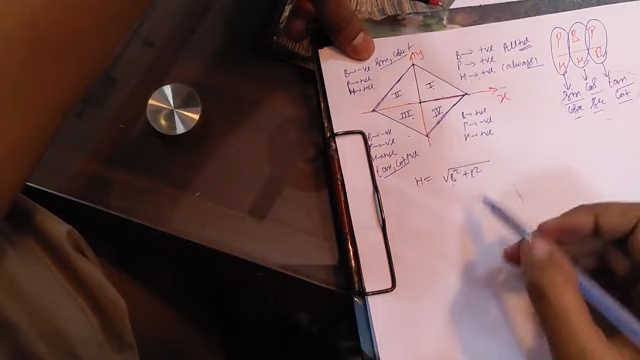 B → -ve Sin, cosec t
P → +ve
H → +ve
y
B → +ve All +ve
P → +ve
H → +ve (always)
II
I
III
IV
x
B → -ve
P → -ve
H → +ve
tan, cot +ve
B → +ve
P → -ve
H → +ve
P B P
H H B
Sin Cos Tan
Cosec Sec Cot
H = √B² + P²